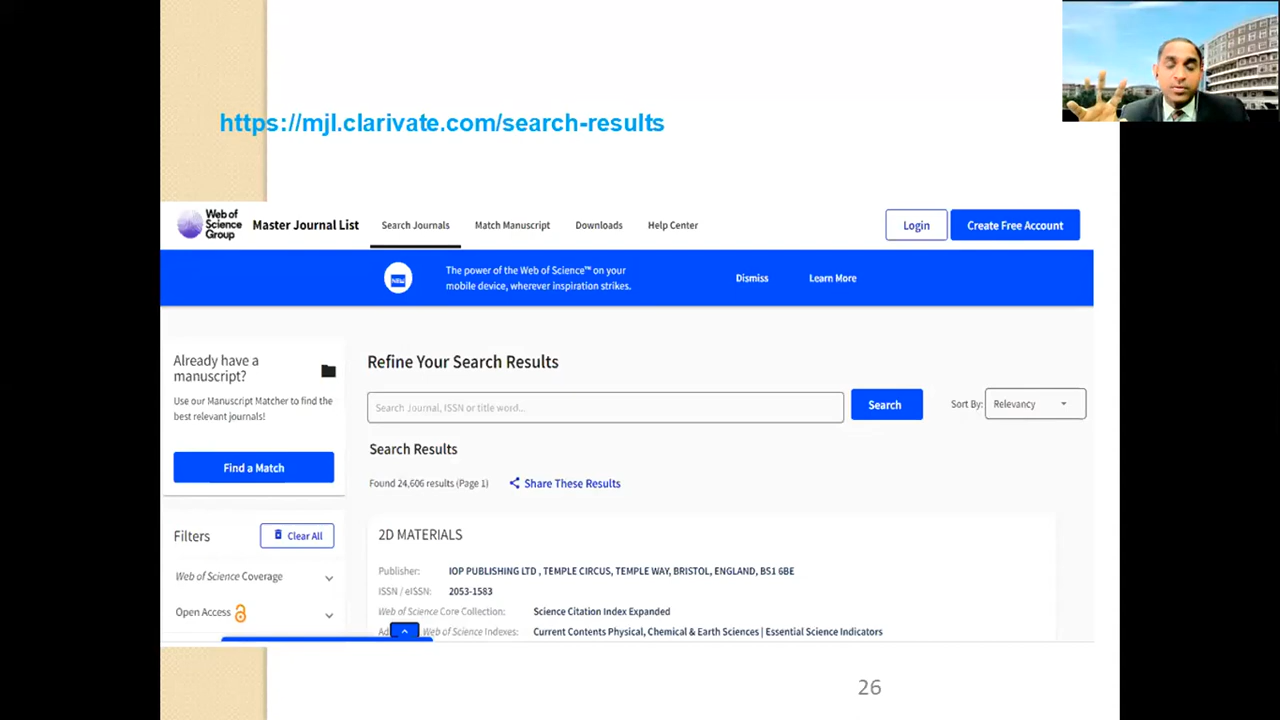 https://mjl.clarivate.com/search-results
Web of
Science
Group
Master Journal List
Search Journals
Match Manuscript
Downloads
Help Center
Login
Create Free Account
NEW
The power of the Web of Science™ on your
mobile device, wherever inspiration strikes.
Dismiss
Learn More
Already have a
manuscript?
Use our Manuscript Matcher to find the
best relevant journals!
Find a Match
Filters
Clear All
Web of Science Coverage
Open Access
Refine Your Search Results
Search Journal, ISSN or title word...
Search
Sort By:
Relevancy
Search Results
Found 24,606 results (Page 1)
Share These Results
2D MATERIALS
Publisher: IOP PUBLISHING LTD , TEMPLE CIRCUS, TEMPLE WAY, BRISTOL, ENGLAND, BS1 6BE
ISSN / eISSN: 2053-1583
Web of Science Core Collection: Science Citation Index Expanded
Web of Science Indexes: Current Contents Physical, Chemical & Earth Sciences | Essential Science Indicators
26